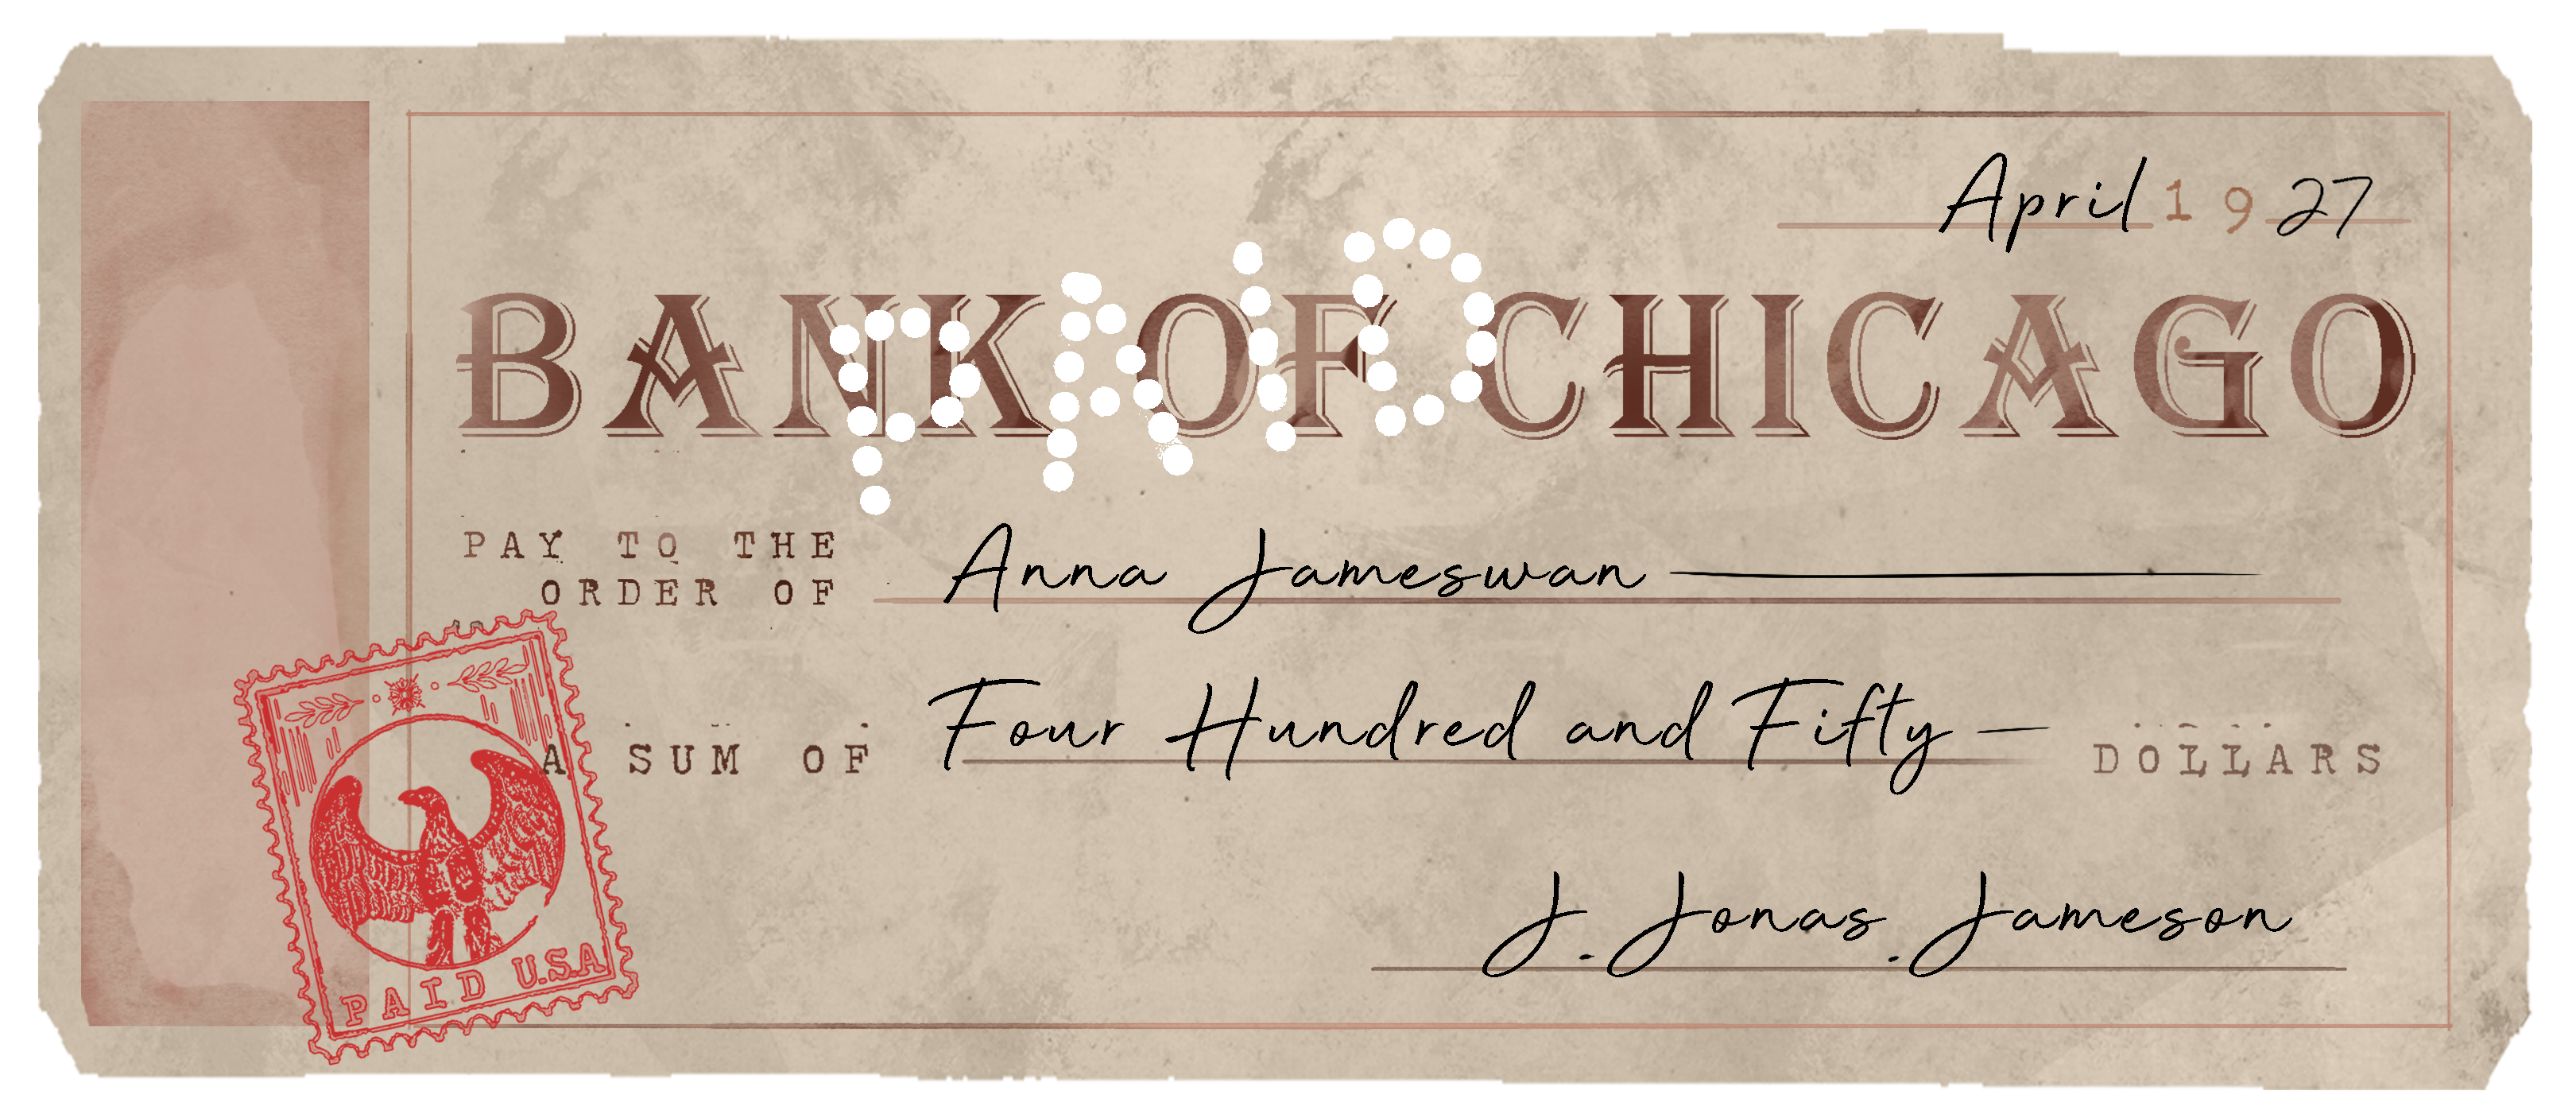 April 1927
BANK OF CHICAGO
PAID
PAY TO THE
ORDER OF Anna Jameswan
A SUM OF Four Hundred and Fifty — DOLLARS
J. Jonas. Jameson
PAID U.S.A